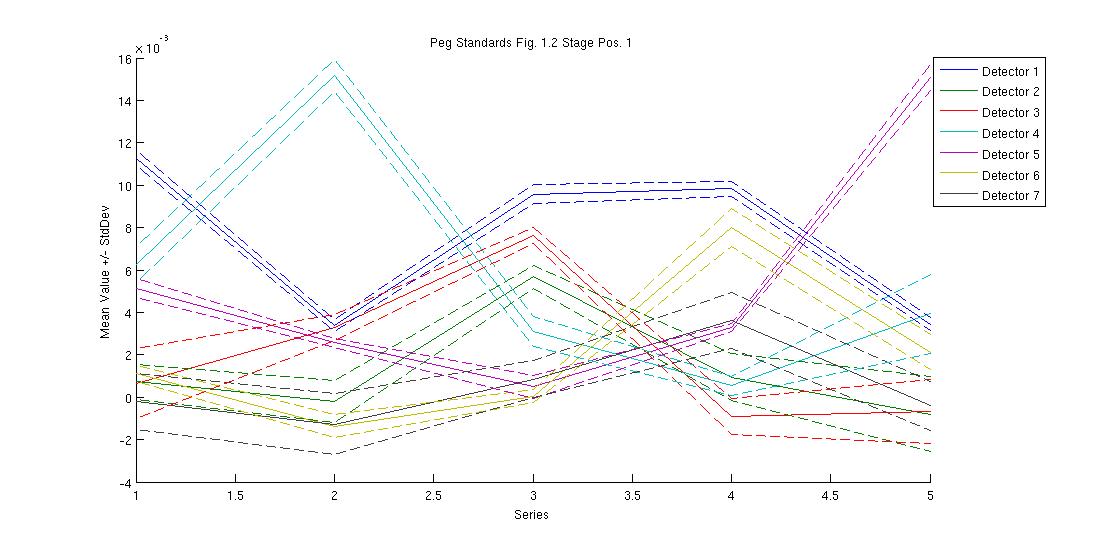 Peg Standards Fig. 1.2 Stage Pos. 1
× 10⁻³
16
14
12
10
8
6
4
2
0
-2
-4
Mean Value +/- StdDev
1
1.5
2
2.5
3
3.5
4
4.5
5
Series
Detector 1
Detector 2
Detector 3
Detector 4
Detector 5
Detector 6
Detector 7